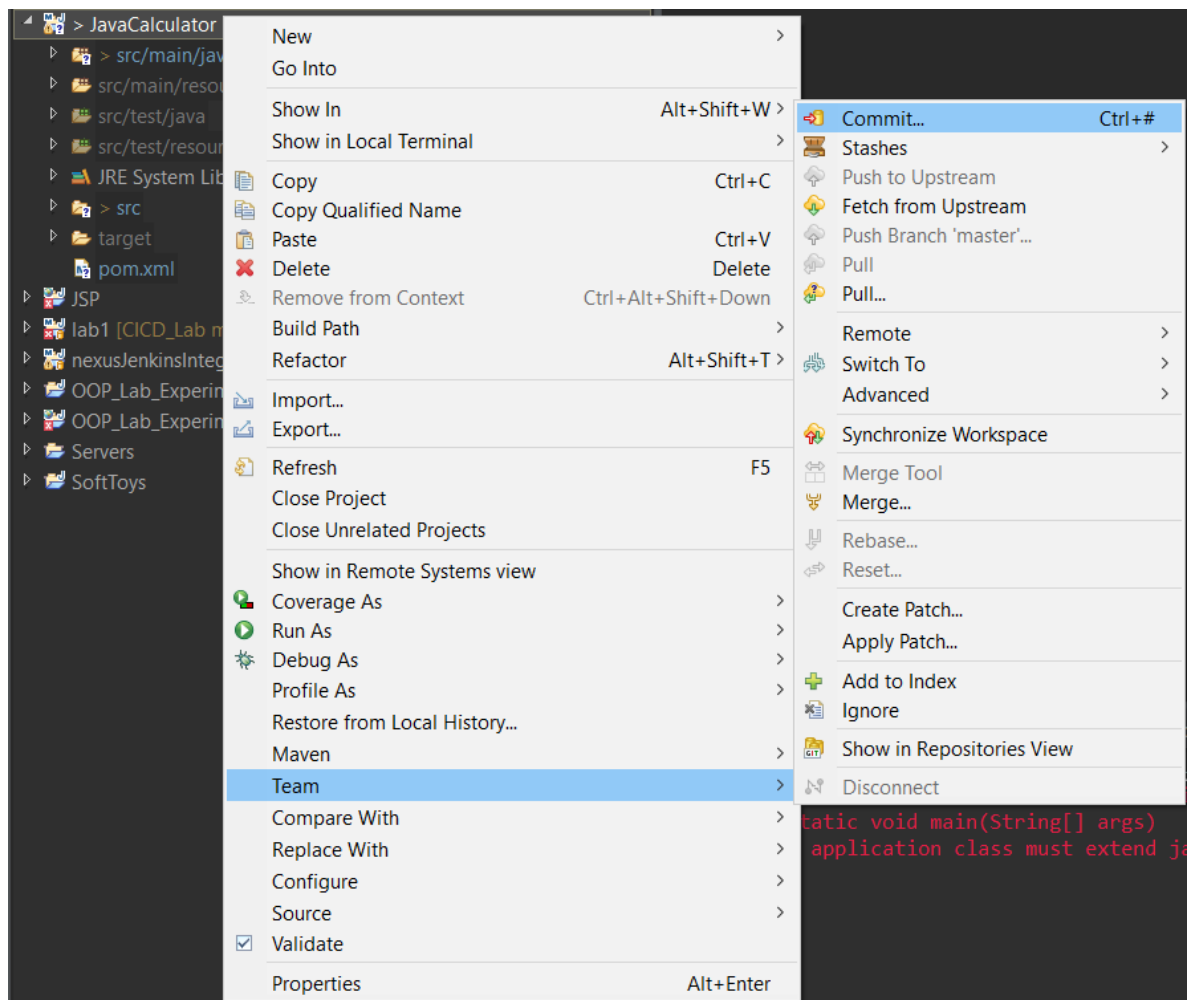 > JavaCalculator
> src/main/jav
src/main/resou
src/test/java
src/test/resour
JRE System Lib
> src
target
pom.xml
JSP
lab1 [CICD_Lab m
nexusJenkinsInteg
OOP_Lab_Experin
OOP_Lab_Experin
Servers
SoftToys
New
Go Into
Show In Alt+Shift+W >
Show in Local Terminal
Copy Ctrl+C
Copy Qualified Name
Paste Ctrl+V
Delete Delete
Remove from Context Ctrl+Alt+Shift+Down
Build Path
Refactor Alt+Shift+T >
Import...
Export...
Refresh F5
Close Project
Close Unrelated Projects
Show in Remote Systems view
Coverage As
Run As
Debug As
Profile As
Restore from Local History...
Maven
Team
Compare With
Replace With
Configure
Source
Validate
Properties Alt+Enter
Commit... Ctrl+#
Stashes
Push to Upstream
Fetch from Upstream
Push Branch 'master'...
Pull
Pull...
Remote
Switch To
Advanced
Synchronize Workspace
Merge Tool
Merge...
Rebase...
Reset...
Create Patch...
Apply Patch...
Add to Index
Ignore
GIT Show in Repositories View
Disconnect
tatic void main(String[] args)
application class must extend ja